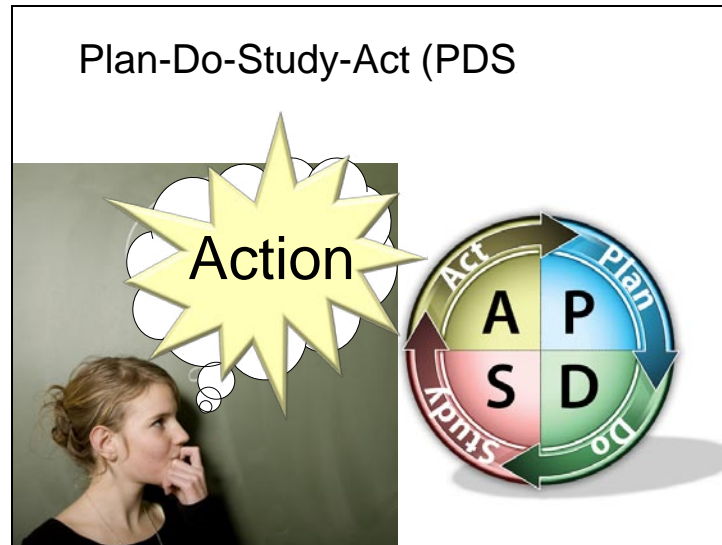 Plan-Do-Study-Act (PDS
Action
Act
Plan
A P
S D
Study
Do